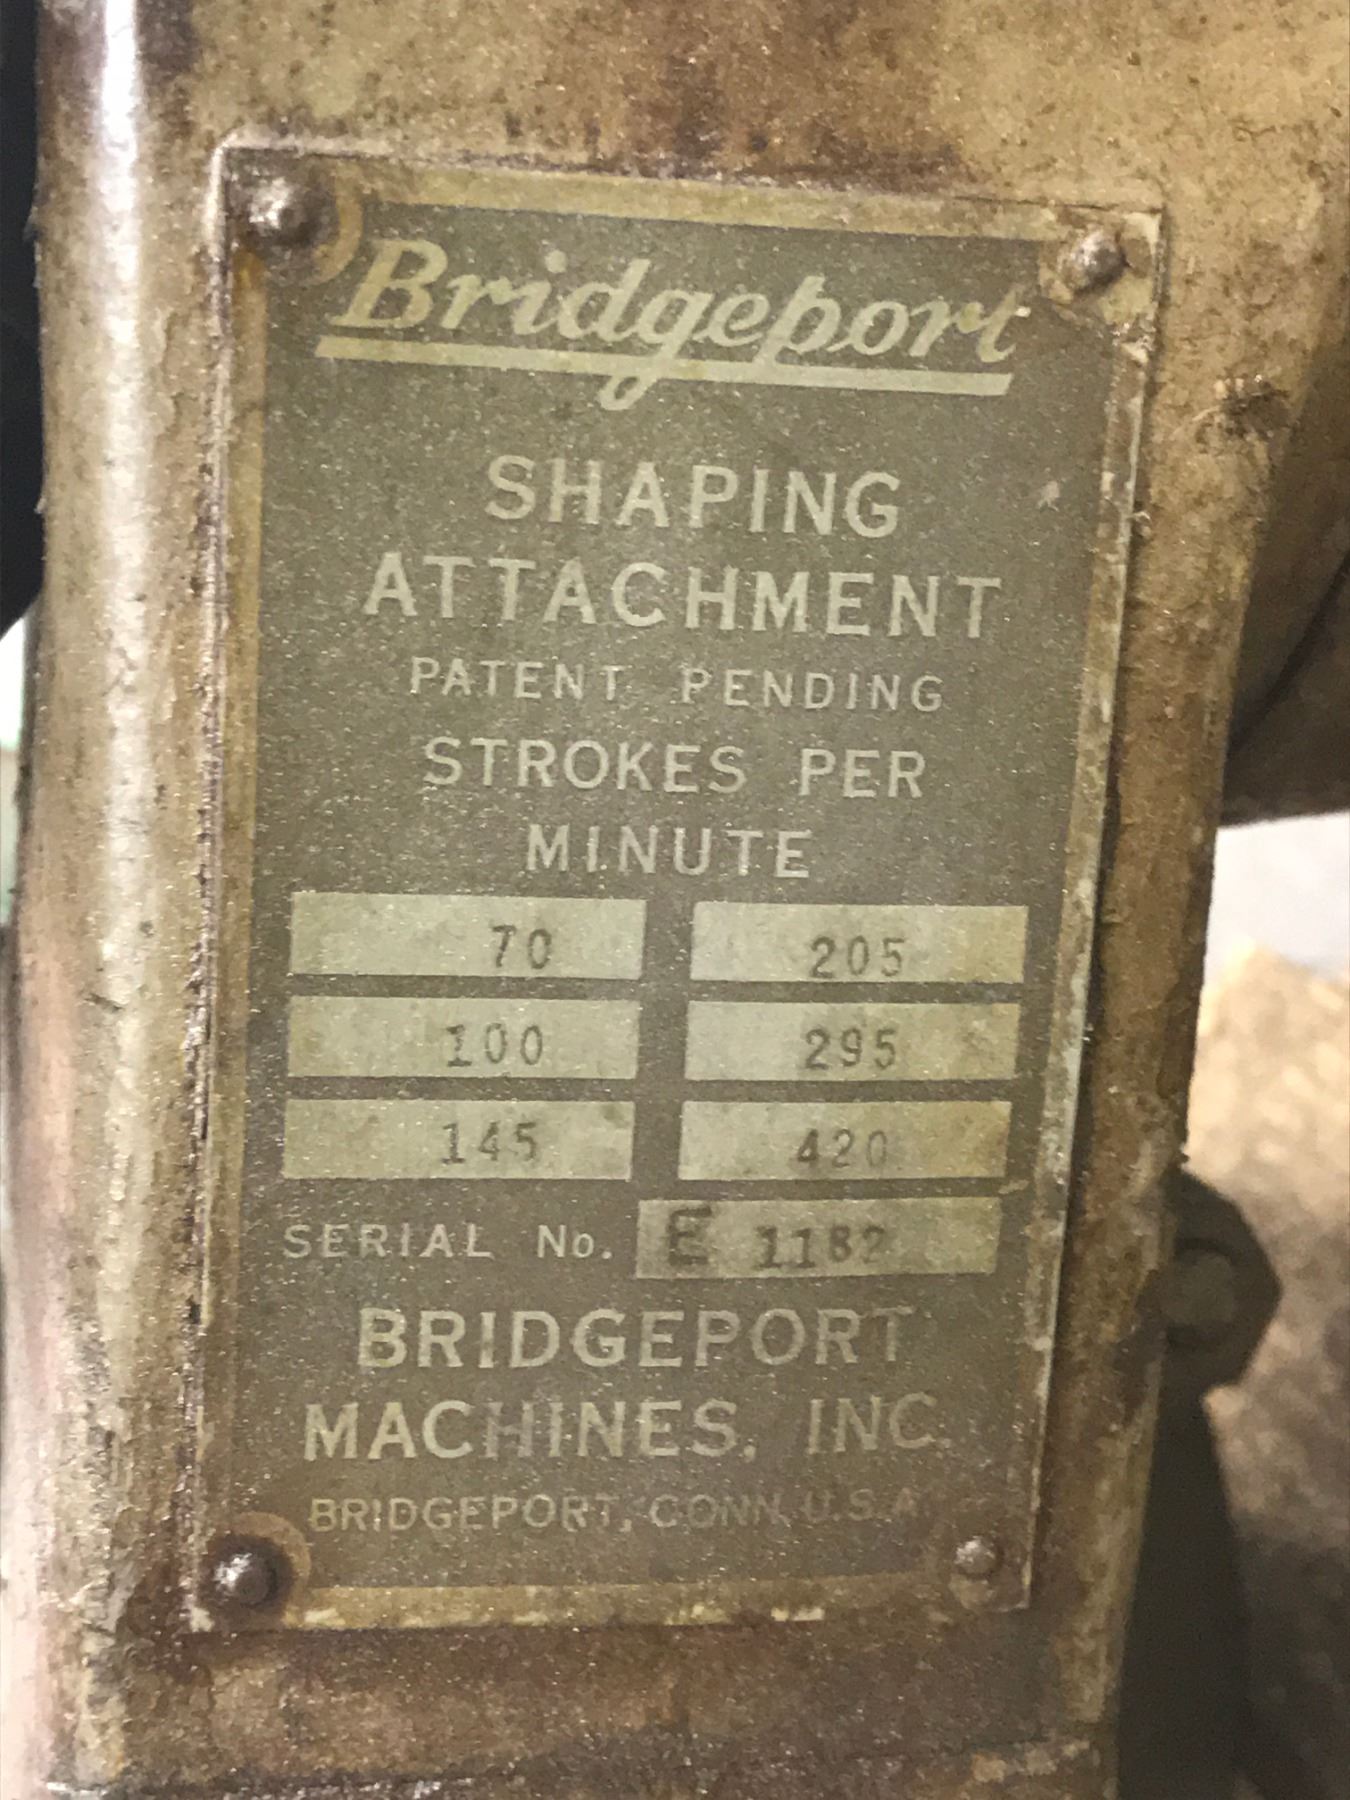 Bridgeport
SHAPING
ATTACHMENT
PATENT PENDING
STROKES PER
MINUTE
70 205
100 295
145 420
SERIAL No. E 1182
BRIDGEPORT
MACHINES, INC.
BRIDGEPORT, CONN. U.S.A.